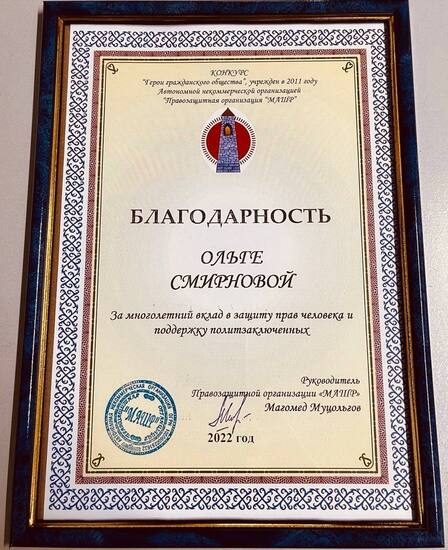 КОНКУРС
"Герои гражданского общества", учрежден в 2011 году
Автономной некоммерческой организацией
"Правозащитная организация "МАШР"
БЛАГОДАРНОСТЬ
ОЛЬГЕ
СМИРНОВОЙ
За многолетний вклад в защиту прав человека и
поддержку политзаключенных
Руководитель
Правозащитной организации «МАШР»
Магомед Муцольгов
"МАШР"
2022 год